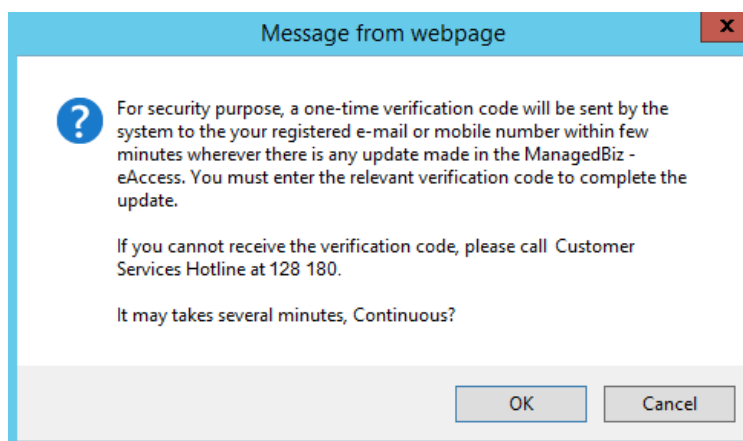 Message from webpage
x
?
For security purpose, a one-time verification code will be sent by the
system to the your registered e-mail or mobile number within few
minutes wherever there is any update made in the ManagedBiz -
eAccess. You must enter the relevant verification code to complete the
update.
If you cannot receive the verification code, please call Customer
Services Hotline at 128 180.
It may takes several minutes, Continuous?
OK
Cancel